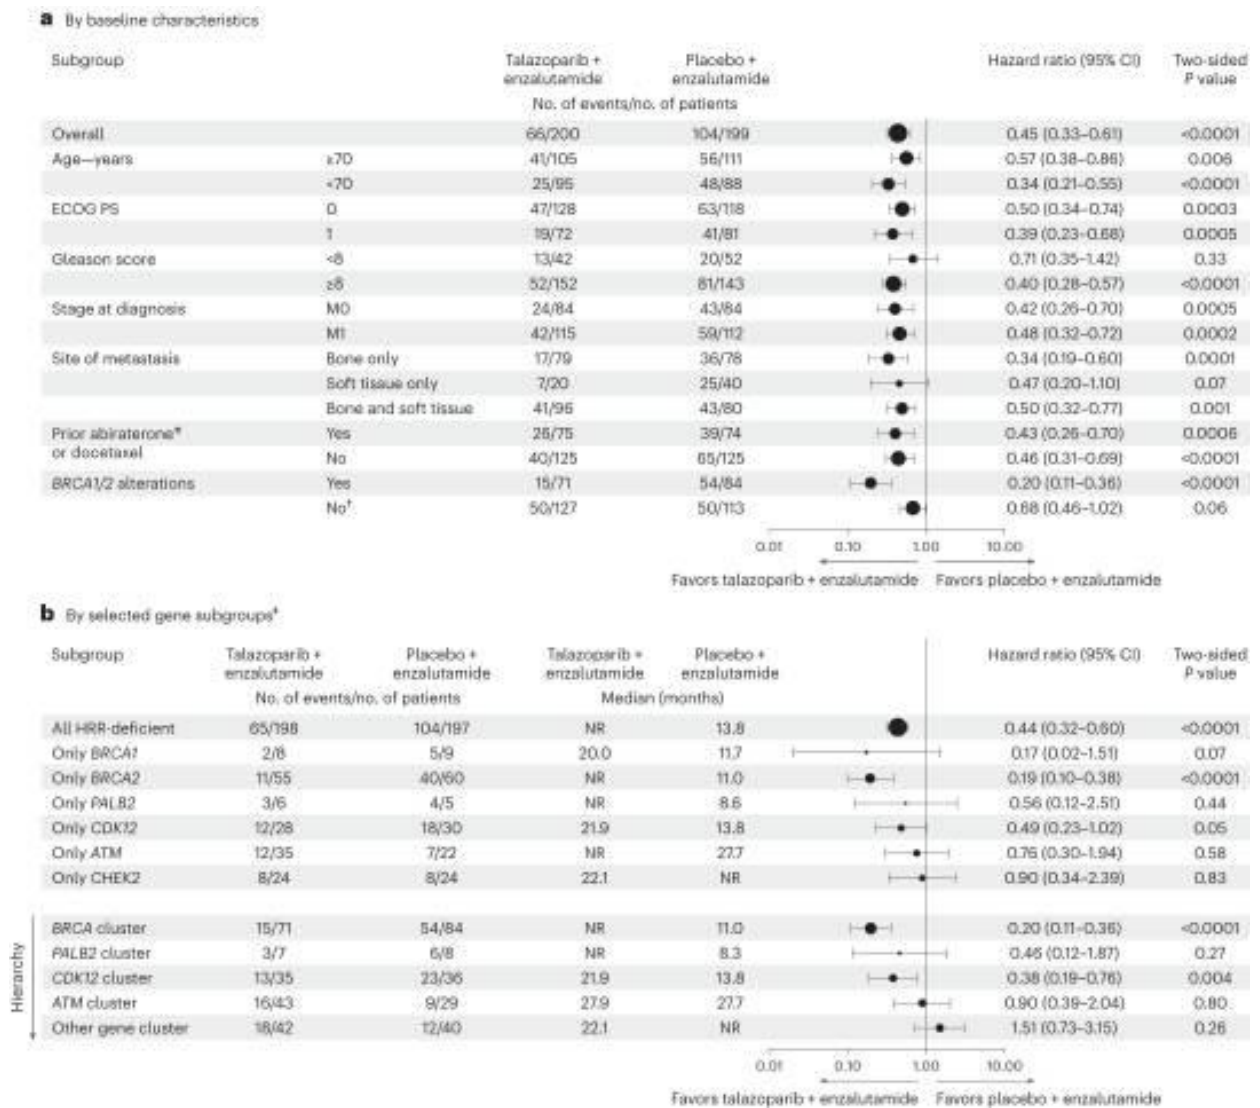 a By baseline characteristics
Subgroup Talazoparib + enzalutamide Placebo + enzalutamide Hazard ratio (95% CI) Two-sided P value
No. of events/no. of patients
Overall 66/200 104/199 0.45 (0.33–0.61) <0.0001
Age—years ≥70 41/105 56/111 0.57 (0.38–0.86) 0.006
<70 25/95 48/88 0.34 (0.21–0.55) <0.0001
ECOG PS 0 47/128 63/118 0.50 (0.34–0.74) 0.0003
1 19/72 41/81 0.39 (0.23–0.68) 0.0005
Gleason score <8 13/42 20/52 0.71 (0.35–1.42) 0.33
≥8 52/152 81/143 0.40 (0.28–0.57) <0.0001
Stage at diagnosis M0 24/84 43/84 0.42 (0.26–0.70) 0.0005
M1 42/115 59/112 0.48 (0.32–0.72) 0.0002
Site of metastasis Bone only 17/79 36/78 0.34 (0.19–0.60) 0.0001
Soft tissue only 7/20 25/40 0.47 (0.20–1.10) 0.07
Bone and soft tissue 41/96 43/80 0.50 (0.32–0.77) 0.001
Prior abiraterone* or docetaxel Yes 26/75 39/74 0.43 (0.26–0.70) 0.0006
No 40/125 65/125 0.46 (0.31–0.69) <0.0001
BRCA1/2 alterations Yes 15/71 54/84 0.20 (0.11–0.36) <0.0001
No† 50/127 50/113 0.68 (0.46–1.02) 0.06
0.01 0.10 1.00 10.00
Favors talazoparib + enzalutamide Favors placebo + enzalutamide
b By selected gene subgroups‡
Subgroup Talazoparib + enzalutamide Placebo + enzalutamide Talazoparib + enzalutamide Placebo + enzalutamide Hazard ratio (95% CI) Two-sided P value
No. of events/no. of patients Median (months)
All HRR-deficient 65/198 104/197 NR 13.8 0.44 (0.32–0.60) <0.0001
Only BRCA1 2/8 5/9 20.0 11.7 0.17 (0.02–1.51) 0.07
Only BRCA2 11/55 40/60 NR 11.0 0.19 (0.10–0.38) <0.0001
Only PALB2 3/6 4/5 NR 8.6 0.56 (0.12–2.51) 0.44
Only CDK12 12/28 18/30 21.9 13.8 0.49 (0.23–1.02) 0.05
Only ATM 12/35 7/22 NR 27.7 0.76 (0.30–1.94) 0.58
Only CHEK2 8/24 8/24 22.1 NR 0.90 (0.34–2.39) 0.83
Hierarchy
BRCA cluster 15/71 54/84 NR 11.0 0.20 (0.11–0.36) <0.0001
PALB2 cluster 3/7 6/8 NR 8.3 0.46 (0.12–1.87) 0.27
CDK12 cluster 13/35 23/36 21.9 13.8 0.38 (0.19–0.76) 0.004
ATM cluster 16/43 9/29 27.9 27.7 0.90 (0.39–2.04) 0.80
Other gene cluster 18/42 12/40 22.1 NR 1.51 (0.73–3.15) 0.26
0.01 0.10 1.00 10.00
Favors talazoparib + enzalutamide Favors placebo + enzalutamide